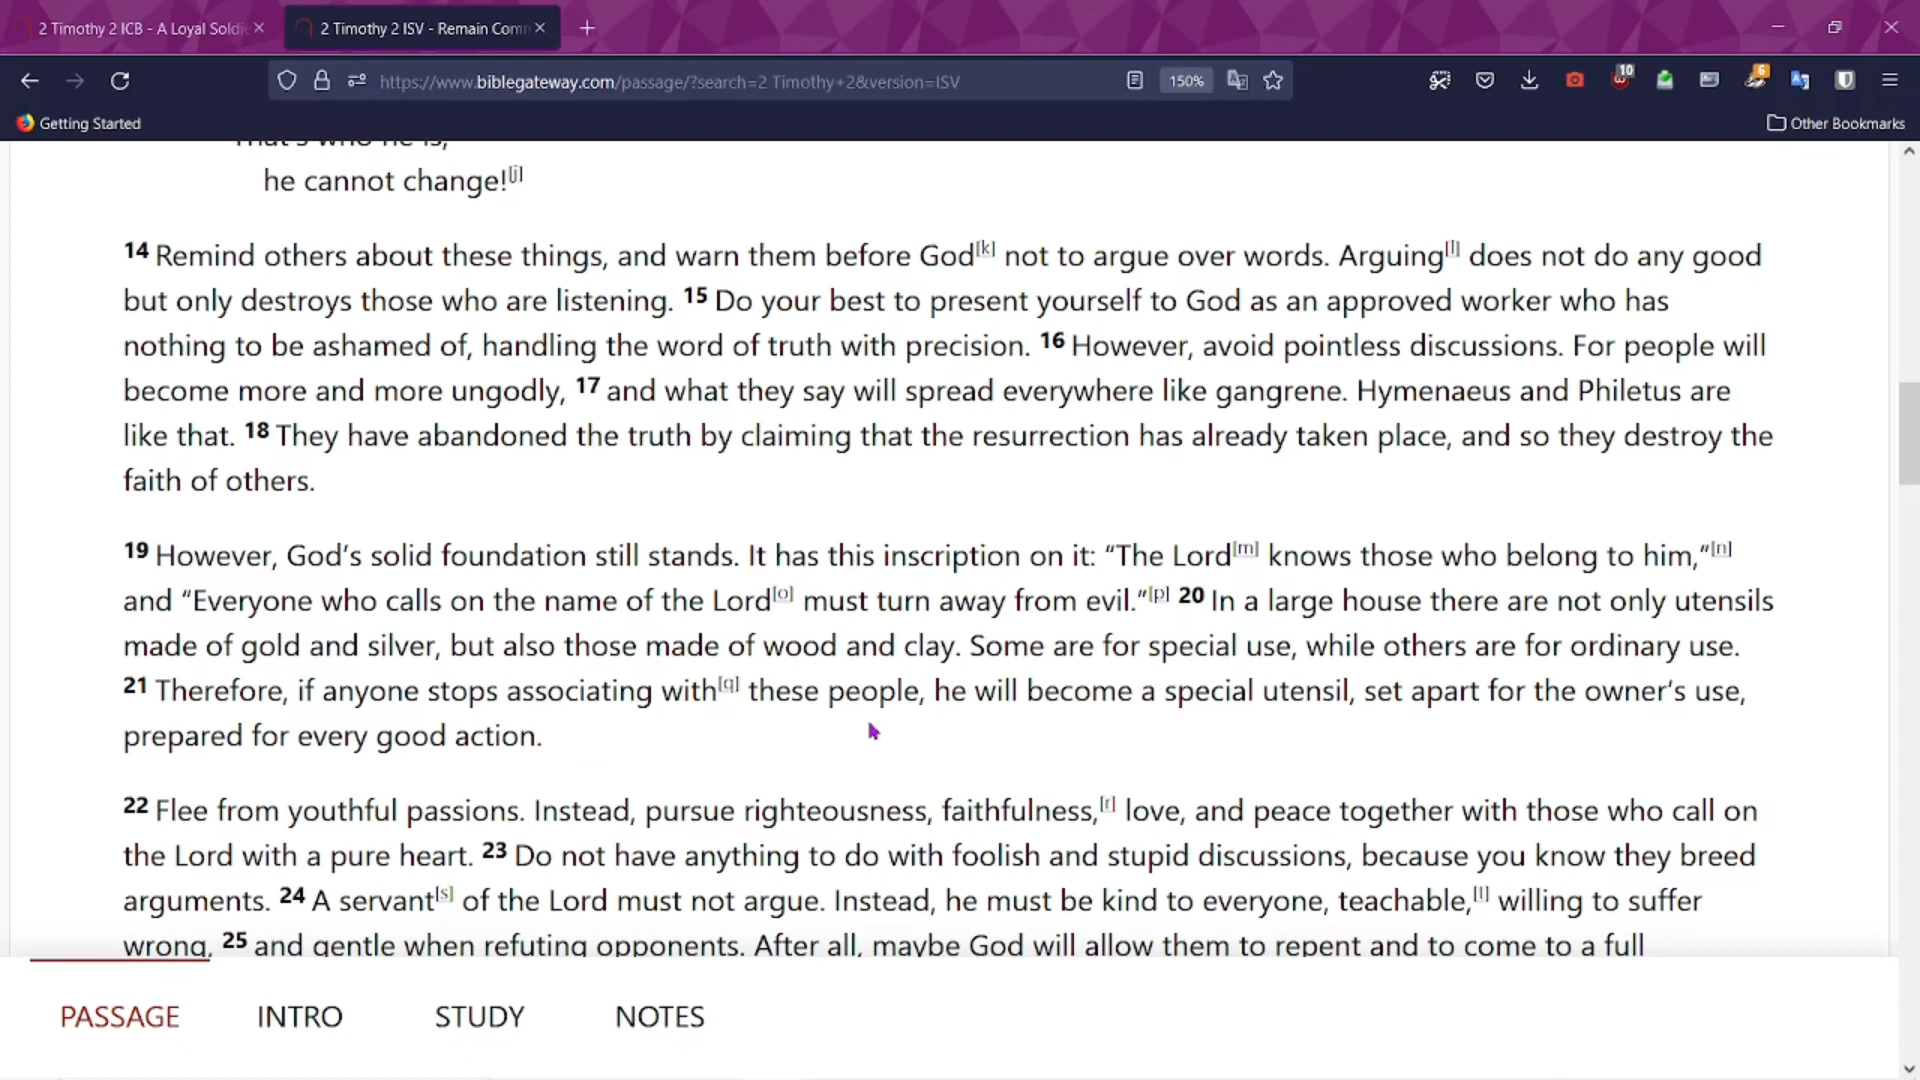 2 Timothy 2 ICB - A Loyal Soldie
2 Timothy 2 ISV - Remain Comm
https://www.biblegateway.com/passage/?search=2 Timothy+2&version=ISV
150%
10
6
Getting Started
Other Bookmarks
That's who he is,
he cannot change![j]
14 Remind others about these things, and warn them before God[k] not to argue over words. Arguing[l] does not do any good
but only destroys those who are listening. 15 Do your best to present yourself to God as an approved worker who has
nothing to be ashamed of, handling the word of truth with precision. 16 However, avoid pointless discussions. For people will
become more and more ungodly, 17 and what they say will spread everywhere like gangrene. Hymenaeus and Philetus are
like that. 18 They have abandoned the truth by claiming that the resurrection has already taken place, and so they destroy the
faith of others.
19 However, God's solid foundation still stands. It has this inscription on it: “The Lord[m] knows those who belong to him,”[n]
and “Everyone who calls on the name of the Lord[o] must turn away from evil.”[p] 20 In a large house there are not only utensils
made of gold and silver, but also those made of wood and clay. Some are for special use, while others are for ordinary use.
21 Therefore, if anyone stops associating with[q] these people, he will become a special utensil, set apart for the owner's use,
prepared for every good action.
22 Flee from youthful passions. Instead, pursue righteousness, faithfulness,[r] love, and peace together with those who call on
the Lord with a pure heart. 23 Do not have anything to do with foolish and stupid discussions, because you know they breed
arguments. 24 A servant[s] of the Lord must not argue. Instead, he must be kind to everyone, teachable,[t] willing to suffer
wrong, 25 and gentle when refuting opponents. After all, maybe God will allow them to repent and to come to a full
PASSAGE
INTRO
STUDY
NOTES